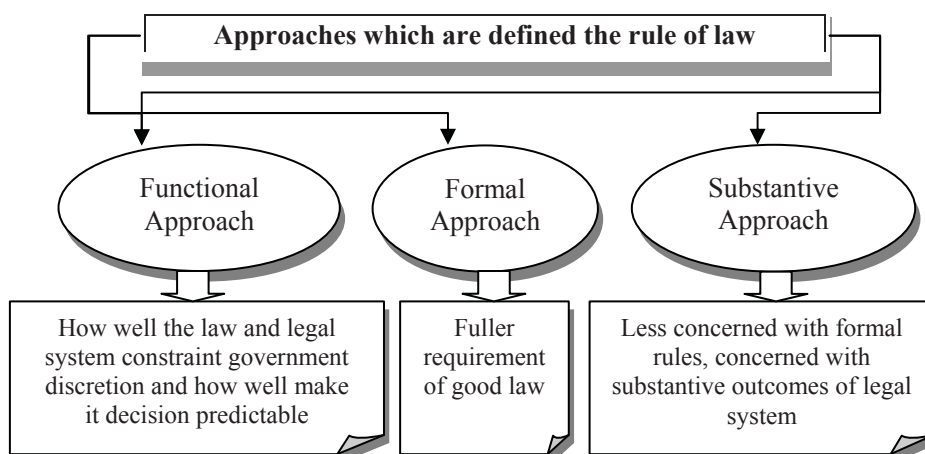 Approaches which are defined the rule of law
Functional
Approach
Formal
Approach
Substantive
Approach
How well the law and legal
system constraint government
discretion and how well make
it decision predictable
Fuller
requirement
of good law
Less concerned with formal
rules, concerned with
substantive outcomes of legal
system